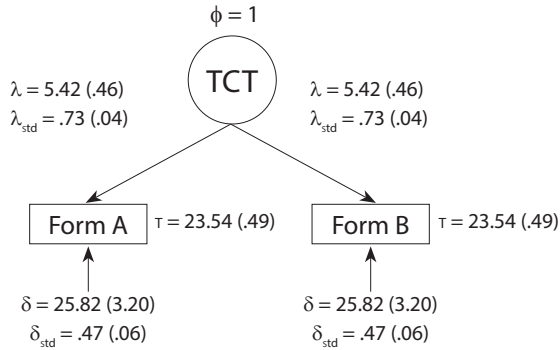 ϕ = 1
TCT
λ = 5.42 (.46)
λstd = .73 (.04)
λ = 5.42 (.46)
λstd = .73 (.04)
Form A
τ = 23.54 (.49)
Form B
τ = 23.54 (.49)
δ = 25.82 (3.20)
δstd = .47 (.06)
δ = 25.82 (3.20)
δstd = .47 (.06)